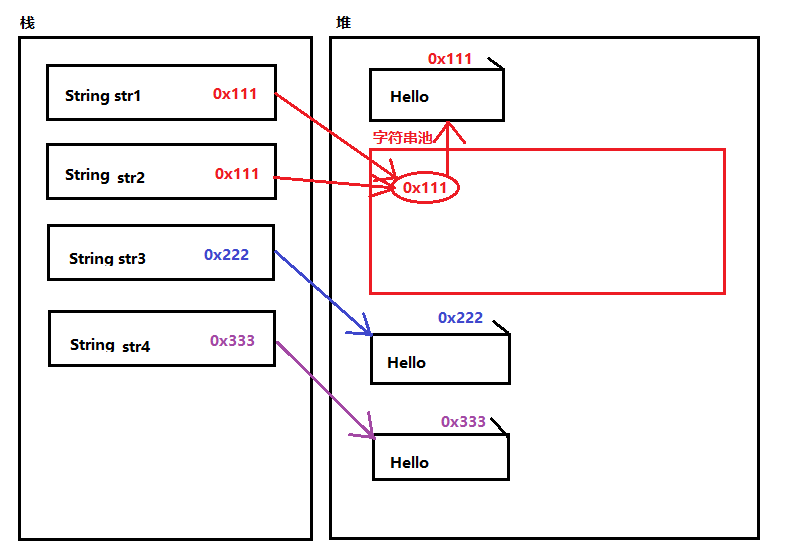 栈
String str1 0x111
String str2 0x111
String str3 0x222
String str4 0x333
堆
0x111
Hello
字符串池
0x111
0x222
Hello
0x333
Hello